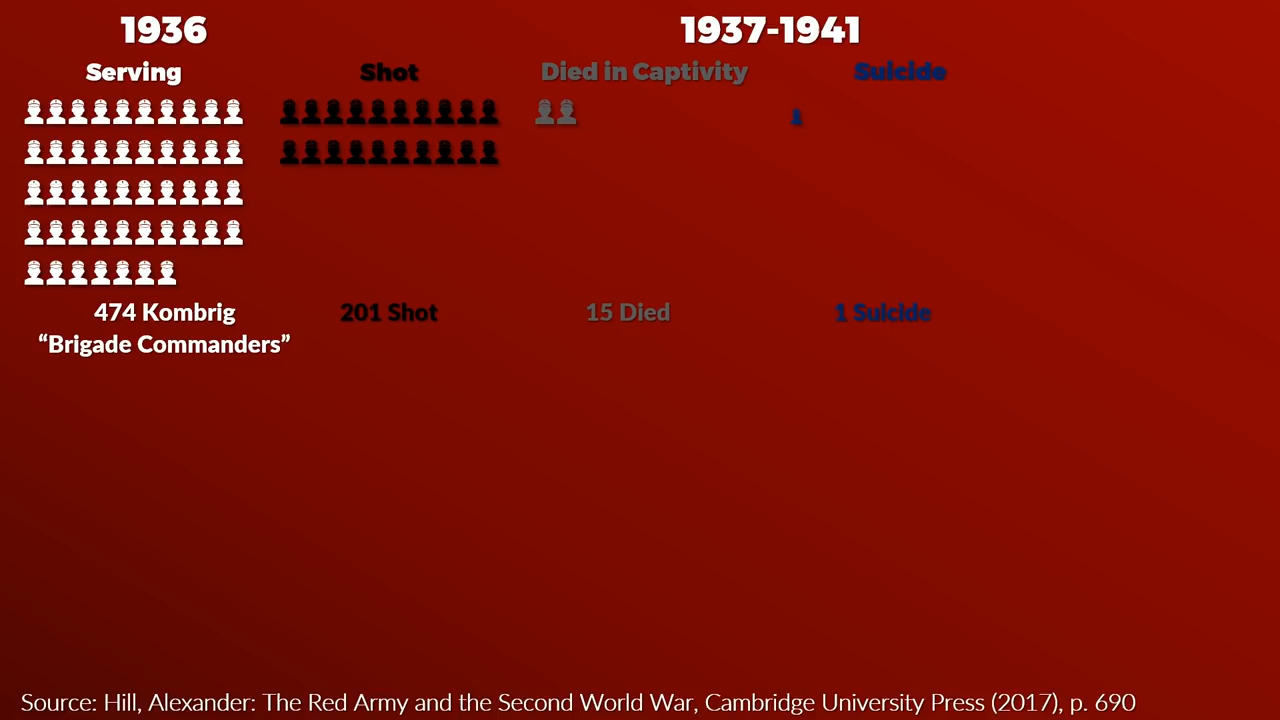 1936
1937-1941
Serving
Shot
Died in Captivity
Suicide
1
474 Kombrig
201 Shot
15 Died
1 Suicide
“Brigade Commanders”
Source: Hill, Alexander: The Red Army and the Second World War, Cambridge University Press (2017), p. 690